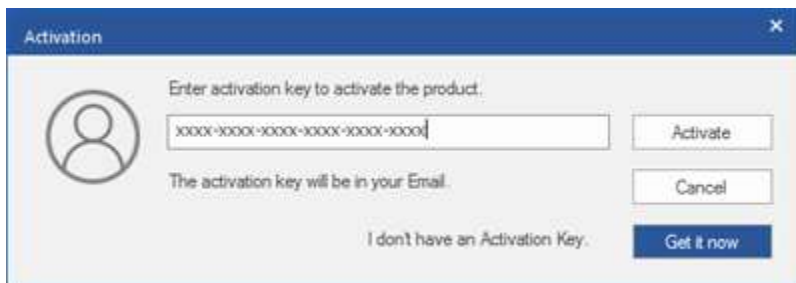 Activation
Enter activation key to activate the product.
xxxx-xxxx-xxxx-xxxx-xxxx-xxxx
Activate
The activation key will be in your Email.
Cancel
I don't have an Activation Key.
Get it now